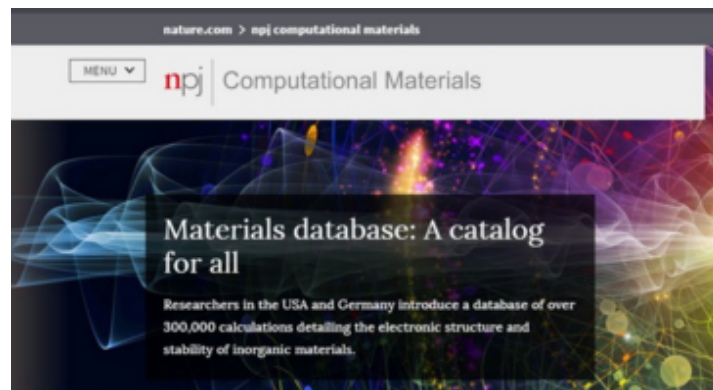 nature.com > npj computational materials
MENU
npj Computational Materials
Materials database: A catalog
for all
Researchers in the USA and Germany introduce a database of over
300,000 calculations detailing the electronic structure and
stability of inorganic materials.